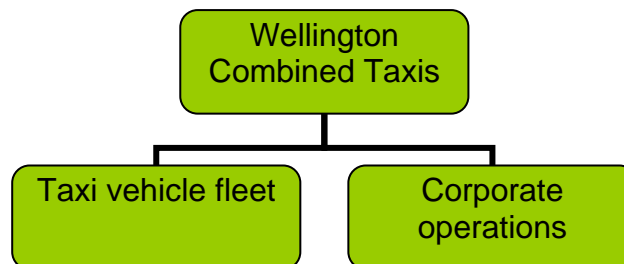 Wellington
Combined Taxis
Taxi vehicle fleet
Corporate
operations